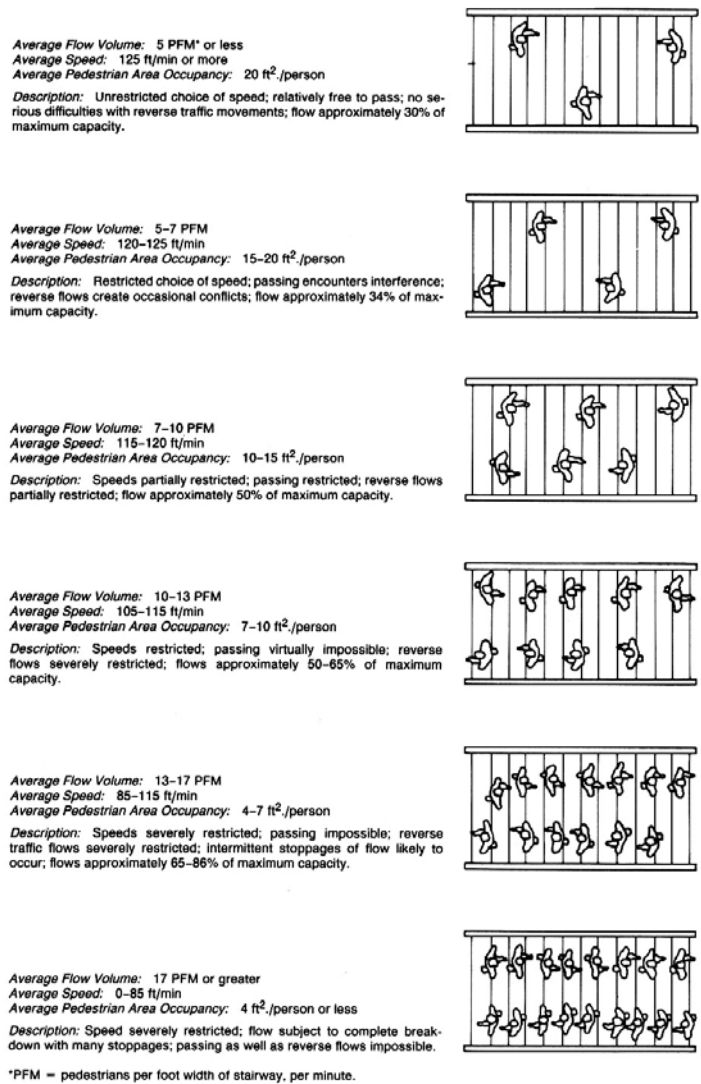 Average Flow Volume: 5 PFM* or less
Average Speed: 125 ft/min or more
Average Pedestrian Area Occupancy: 20 ft²./person
Description: Unrestricted choice of speed; relatively free to pass; no se-
rious difficulties with reverse traffic movements; flow approximately 30% of
maximum capacity.
Average Flow Volume: 5–7 PFM
Average Speed: 120–125 ft/min
Average Pedestrian Area Occupancy: 15–20 ft²./person
Description: Restricted choice of speed; passing encounters interference;
reverse flows create occasional conflicts; flow approximately 34% of max-
imum capacity.
Average Flow Volume: 7–10 PFM
Average Speed: 115–120 ft/min
Average Pedestrian Area Occupancy: 10–15 ft²./person
Description: Speeds partially restricted; passing restricted; reverse flows
partially restricted; flow approximately 50% of maximum capacity.
Average Flow Volume: 10–13 PFM
Average Speed: 105–115 ft/min
Average Pedestrian Area Occupancy: 7–10 ft²./person
Description: Speeds restricted; passing virtually impossible; reverse
flows severely restricted; flows approximately 50–65% of maximum
capacity.
Average Flow Volume: 13–17 PFM
Average Speed: 85–115 ft/min
Average Pedestrian Area Occupancy: 4–7 ft²./person
Description: Speeds severely restricted; passing impossible; reverse
traffic flows severely restricted; intermittent stoppages of flow likely to
occur; flows approximately 65–86% of maximum capacity.
Average Flow Volume: 17 PFM or greater
Average Speed: 0–85 ft/min
Average Pedestrian Area Occupancy: 4 ft²./person or less
Description: Speed severely restricted; flow subject to complete break-
down with many stoppages; passing as well as reverse flows impossible.
*PFM = pedestrians per foot width of stairway, per minute.